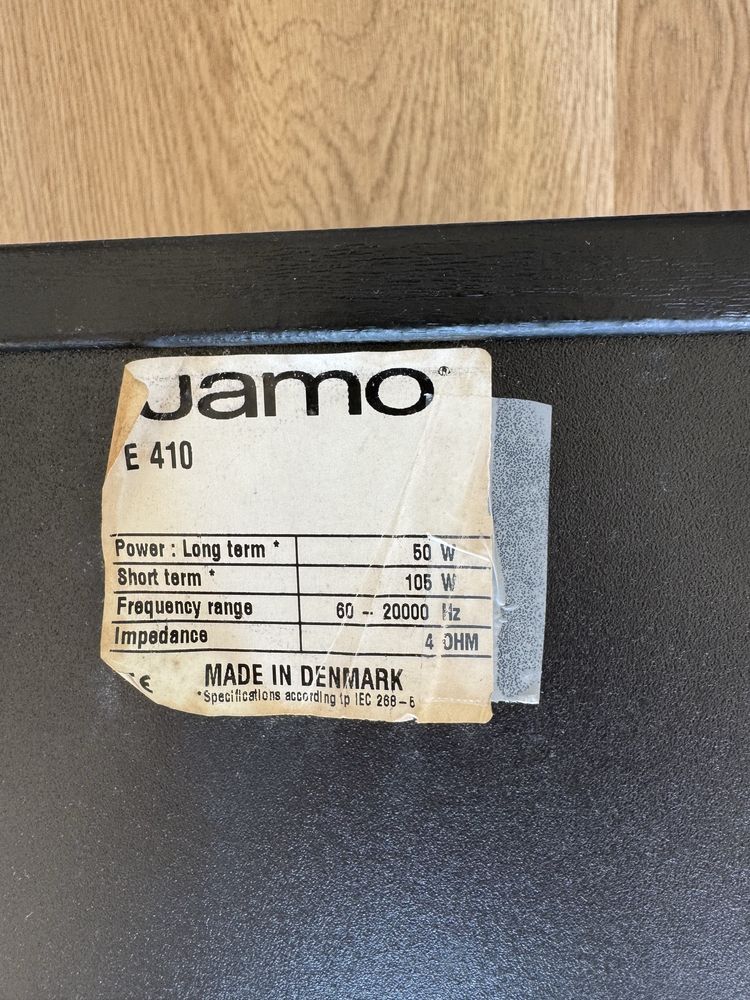 Jamo®
E 410
Power : Long term * 50 W
Short term * 105 W
Frequency range 60 - 20000 Hz
Impedance 4 OHM
CE MADE IN DENMARK
*Specifications according to IEC 268-5